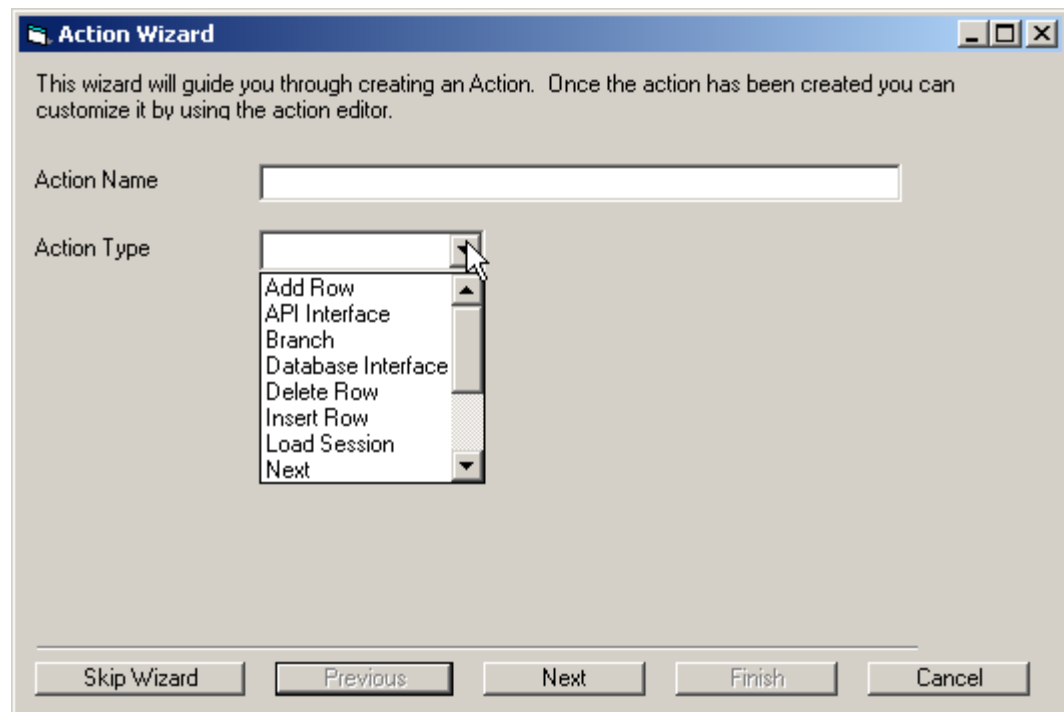 Action Wizard
This wizard will guide you through creating an Action.  Once the action has been created you can
customize it by using the action editor.
Action Name
Action Type
Add Row
API Interface
Branch
Database Interface
Delete Row
Insert Row
Load Session
Next
Skip Wizard
Previous
Next
Finish
Cancel